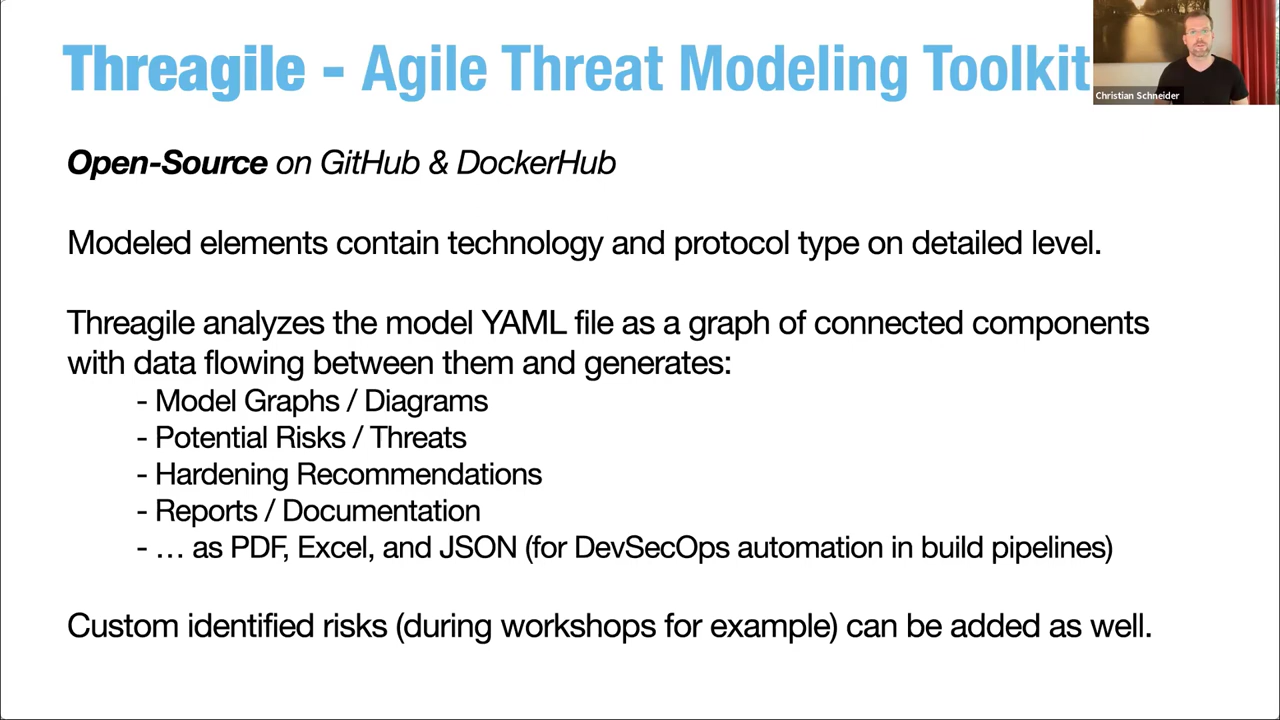 Threagile - Agile Threat Modeling Toolkit
Christian Schneider
Open-Source on GitHub & DockerHub
Modeled elements contain technology and protocol type on detailed level.
Threagile analyzes the model YAML file as a graph of connected components
with data flowing between them and generates:
- Model Graphs / Diagrams
- Potential Risks / Threats
- Hardening Recommendations
- Reports / Documentation
- … as PDF, Excel, and JSON (for DevSecOps automation in build pipelines)
Custom identified risks (during workshops for example) can be added as well.